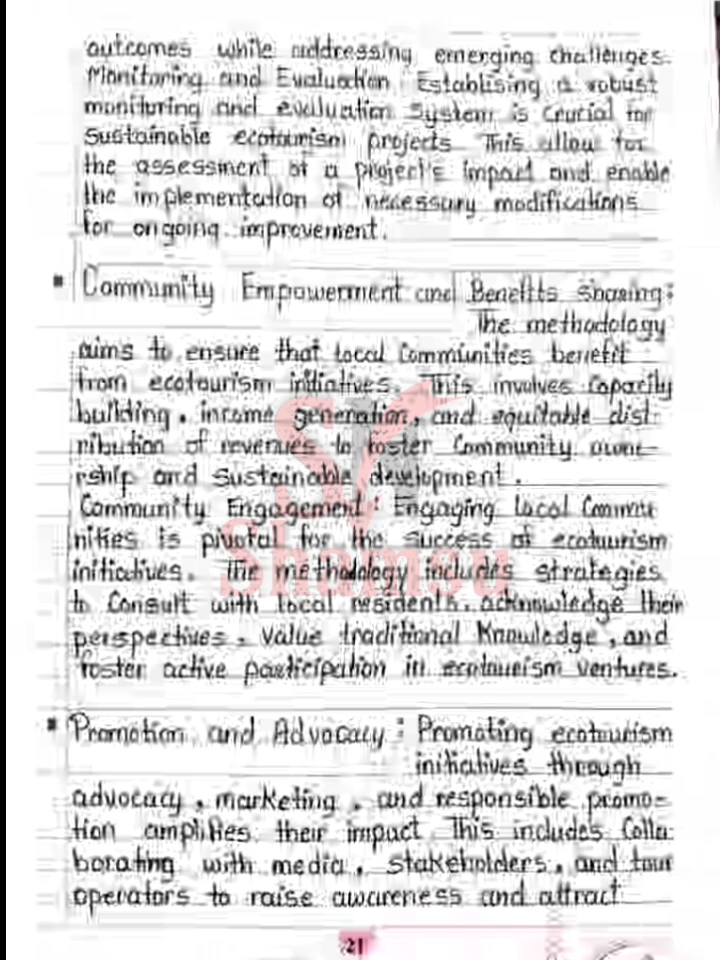 outcomes while addressing emerging challenges.
Monitoring and Evaluation: Establising a robust
monitoring and evaluation System is Crucial for
Sustainable ecotourism projects This allow for
the assessment of a project's impact and enable
the implementation of necessary modifications
for ongoing improvement.
▪ Community Empowerment and Benefits sharing:
The methodology
aims to ensure that local Communities benefit
from ecotourism initiatives. This involves Capacity
building, income generation, and equitable dist-
ribution of revenues to foster Community owne-
rship and Sustainable development.
Community Engagement: Engaging local Commu
nities is pivotal for the success of ecotourism
initiatives. The methodology includes strategies
to Consult with local residents, acknowledge their
perspectives, value traditional Knowledge, and
foster active participation in ecotourism ventures.
▪ Promotion and Advocacy: Promoting ecotourism
initiatives through
advocacy, marketing, and responsible promo-
tion amplifies their impact This includes Colla-
borating with media, stakeholders, and tour
operators to raise awareness and attract
Shamsu
21